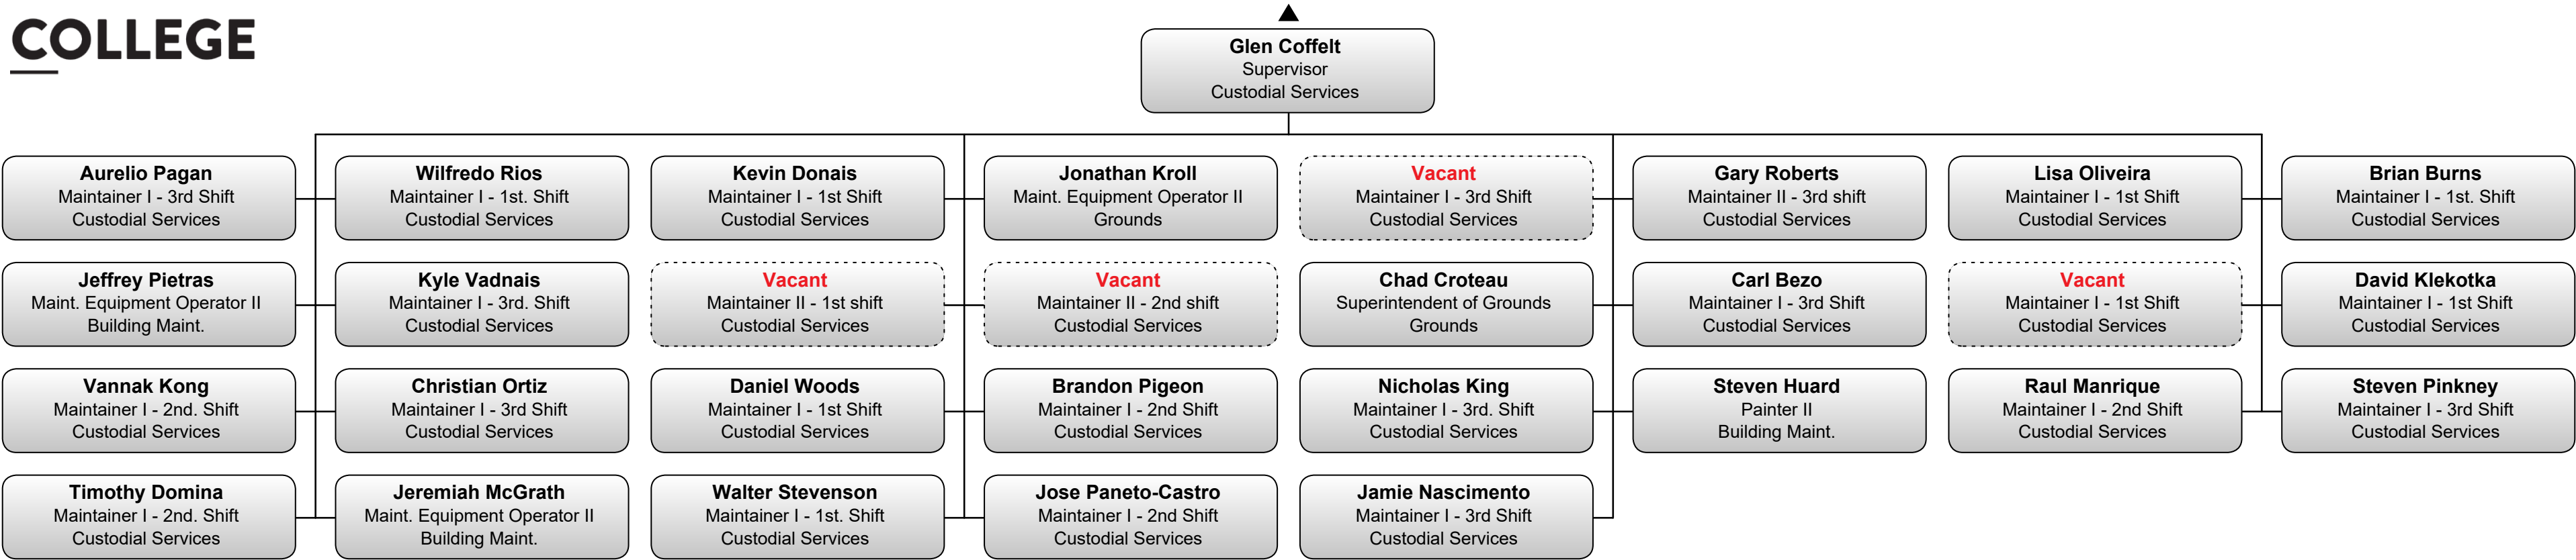 COLLEGE
Glen Coffelt
Supervisor
Custodial Services
Aurelio Pagan
Maintainer I - 3rd Shift
Custodial Services
Wilfredo Rios
Maintainer I - 1st. Shift
Custodial Services
Kevin Donais
Maintainer I - 1st Shift
Custodial Services
Jonathan Kroll
Maint. Equipment Operator II
Grounds
Vacant
Maintainer I - 3rd Shift
Custodial Services
Gary Roberts
Maintainer II - 3rd shift
Custodial Services
Lisa Oliveira
Maintainer I - 1st Shift
Custodial Services
Brian Burns
Maintainer I - 1st. Shift
Custodial Services
Jeffrey Pietras
Maint. Equipment Operator II
Building Maint.
Kyle Vadnais
Maintainer I - 3rd. Shift
Custodial Services
Vacant
Maintainer II - 1st shift
Custodial Services
Vacant
Maintainer II - 2nd shift
Custodial Services
Chad Croteau
Superintendent of Grounds
Grounds
Carl Bezo
Maintainer I - 3rd Shift
Custodial Services
Vacant
Maintainer I - 1st Shift
Custodial Services
David Klekotka
Maintainer I - 1st Shift
Custodial Services
Vannak Kong
Maintainer I - 2nd. Shift
Custodial Services
Christian Ortiz
Maintainer I - 3rd Shift
Custodial Services
Daniel Woods
Maintainer I - 1st Shift
Custodial Services
Brandon Pigeon
Maintainer I - 2nd Shift
Custodial Services
Nicholas King
Maintainer I - 3rd. Shift
Custodial Services
Steven Huard
Painter II
Building Maint.
Raul Manrique
Maintainer I - 2nd Shift
Custodial Services
Steven Pinkney
Maintainer I - 3rd Shift
Custodial Services
Timothy Domina
Maintainer I - 2nd. Shift
Custodial Services
Jeremiah McGrath
Maint. Equipment Operator II
Building Maint.
Walter Stevenson
Maintainer I - 1st. Shift
Custodial Services
Jose Paneto-Castro
Maintainer I - 2nd Shift
Custodial Services
Jamie Nascimento
Maintainer I - 3rd Shift
Custodial Services